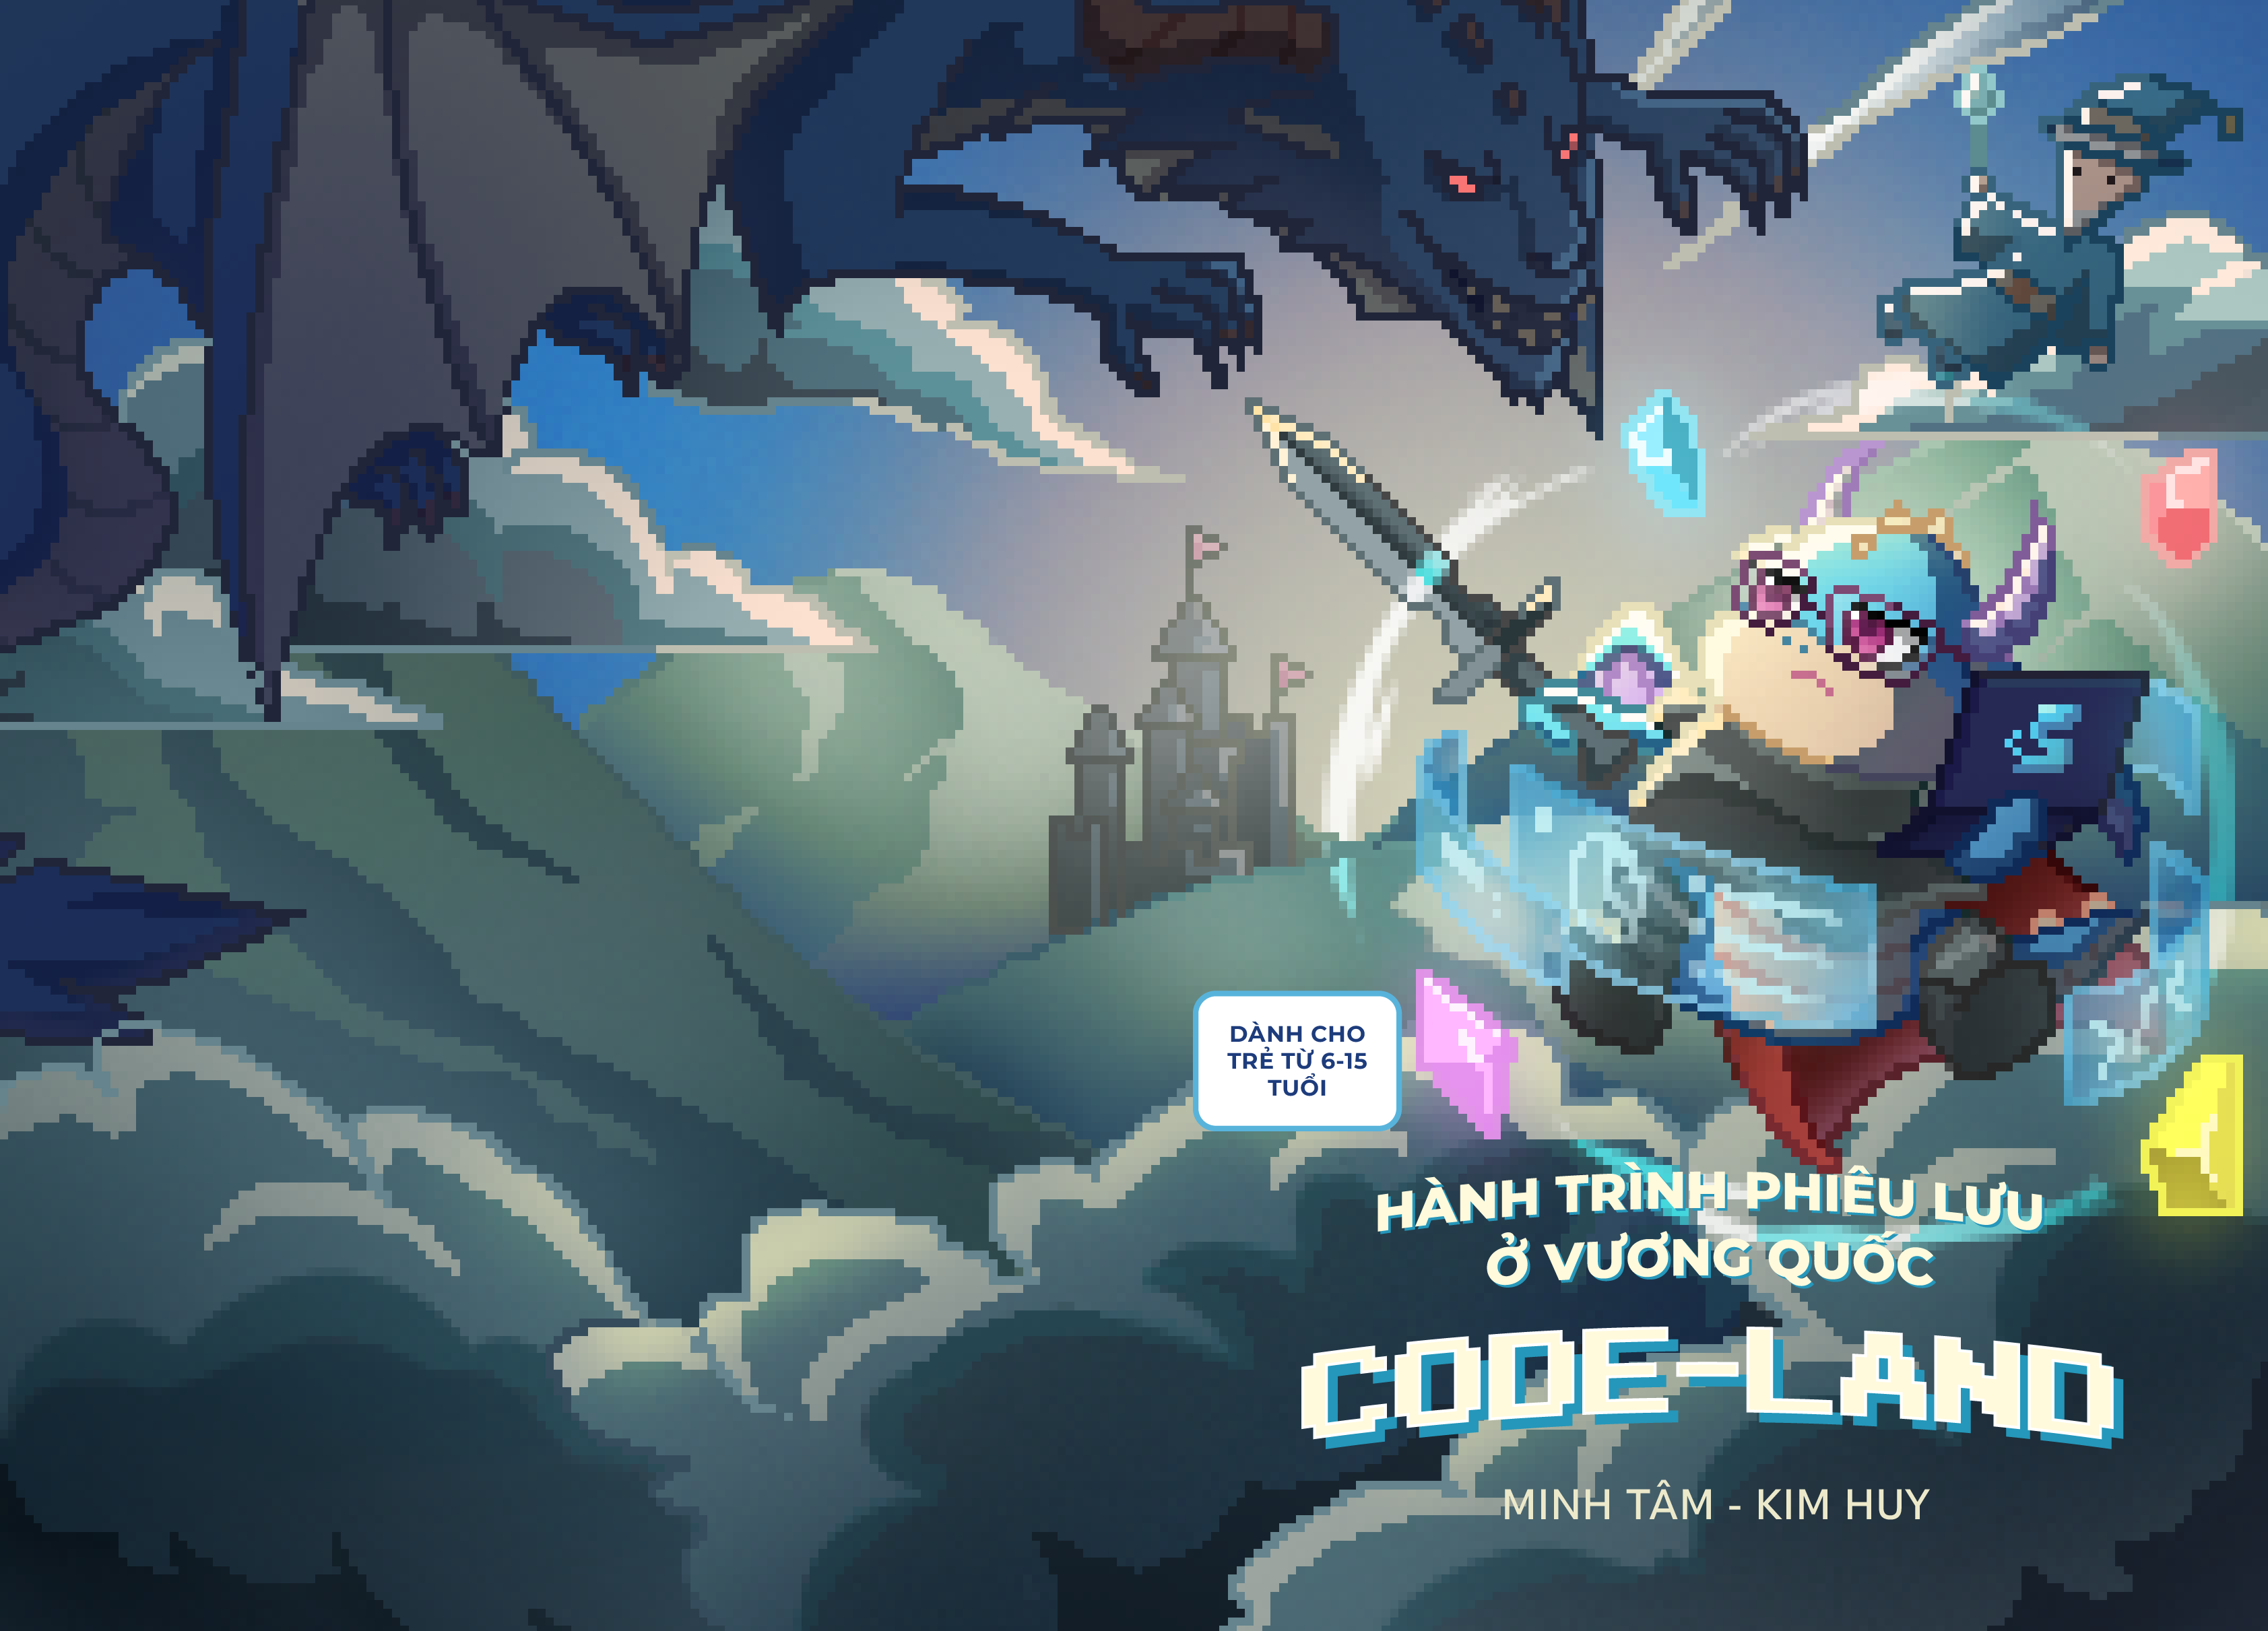 DÀNH CHO
TRẺ TỪ 6-15
TUỔI
HÀNH TRÌNH PHIÊU LƯU
Ở VƯƠNG QUỐC
CODE-LAND
MINH TÂM - KIM HUY